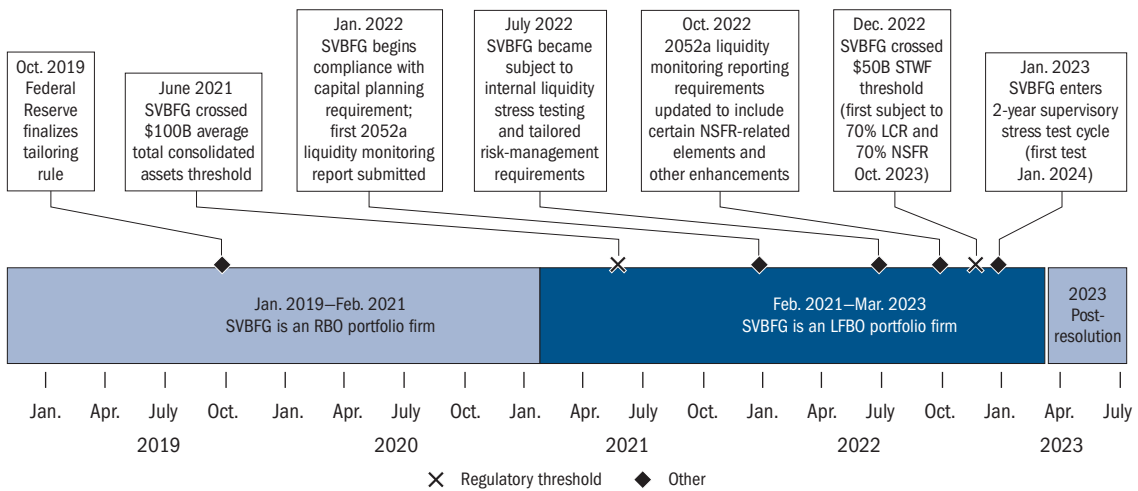 Oct. 2019
Federal
Reserve
finalizes
tailoring
rule
June 2021
SVBFG crossed
$100B average
total consolidated
assets threshold
Jan. 2022
SVBFG begins
compliance with
capital planning
requirement;
first 2052a
liquidity monitoring
report submitted
July 2022
SVBFG became
subject to
internal liquidity
stress testing
and tailored
risk-management
requirements
Oct. 2022
2052a liquidity
monitoring reporting
requirements
updated to include
certain NSFR-related
elements and
other enhancements
Dec. 2022
SVBFG crossed
$50B STWF
threshold
(first subject to
70% LCR and
70% NSFR
Oct. 2023)
Jan. 2023
SVBFG enters
2-year supervisory
stress test cycle
(first test
Jan. 2024)
Jan. 2019–Feb. 2021
SVBFG is an RBO portfolio firm
Feb. 2021–Mar. 2023
SVBFG is an LFBO portfolio firm
2023
Post-
resolution
Jan. Apr. July Oct. Jan. Apr. July Oct. Jan. Apr. July Oct. Jan. Apr. July Oct. Jan. Apr. July
2019 2020 2021 2022 2023
Regulatory threshold Other